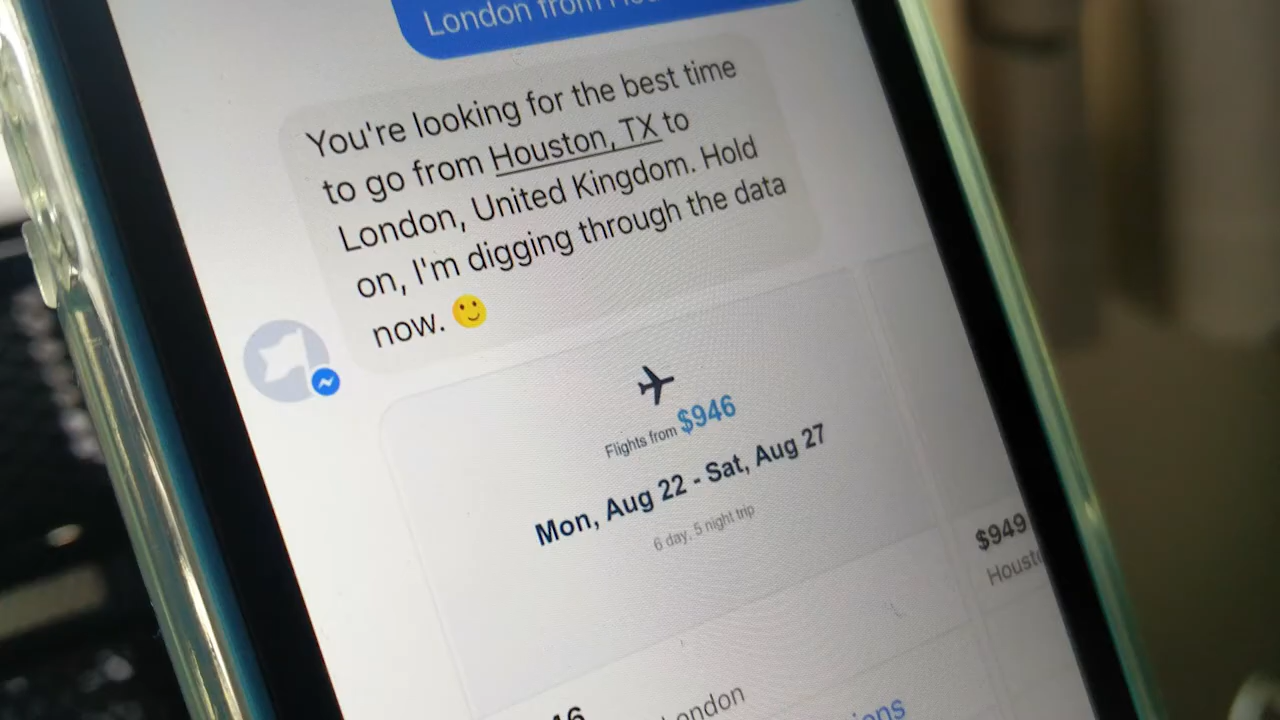 London from
You're looking for the best time
to go from Houston, TX to
London, United Kingdom. Hold
on, I'm digging through the data
now. 🙂
Flights from $946
Mon, Aug 22 - Sat, Aug 27
6 day, 5 night trip
$949